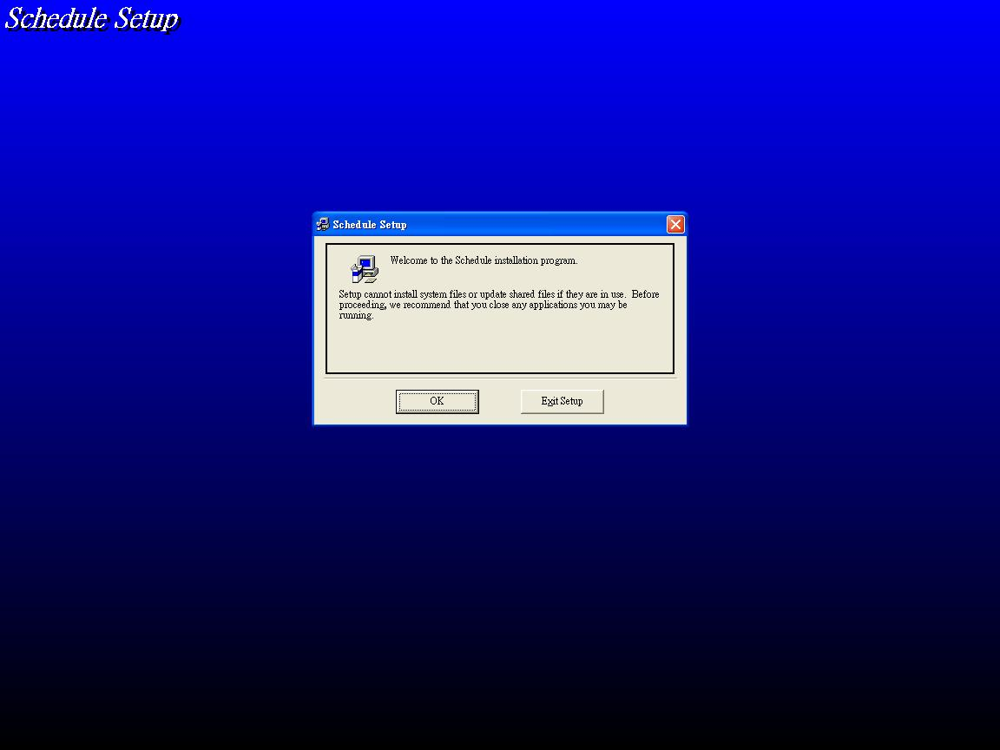 Schedule Setup
Schedule Setup
Welcome to the Schedule installation program.
Setup cannot install system files or update shared files if they are in use.  Before
proceeding, we recommend that you close any applications you may be
running.
OK
Exit Setup